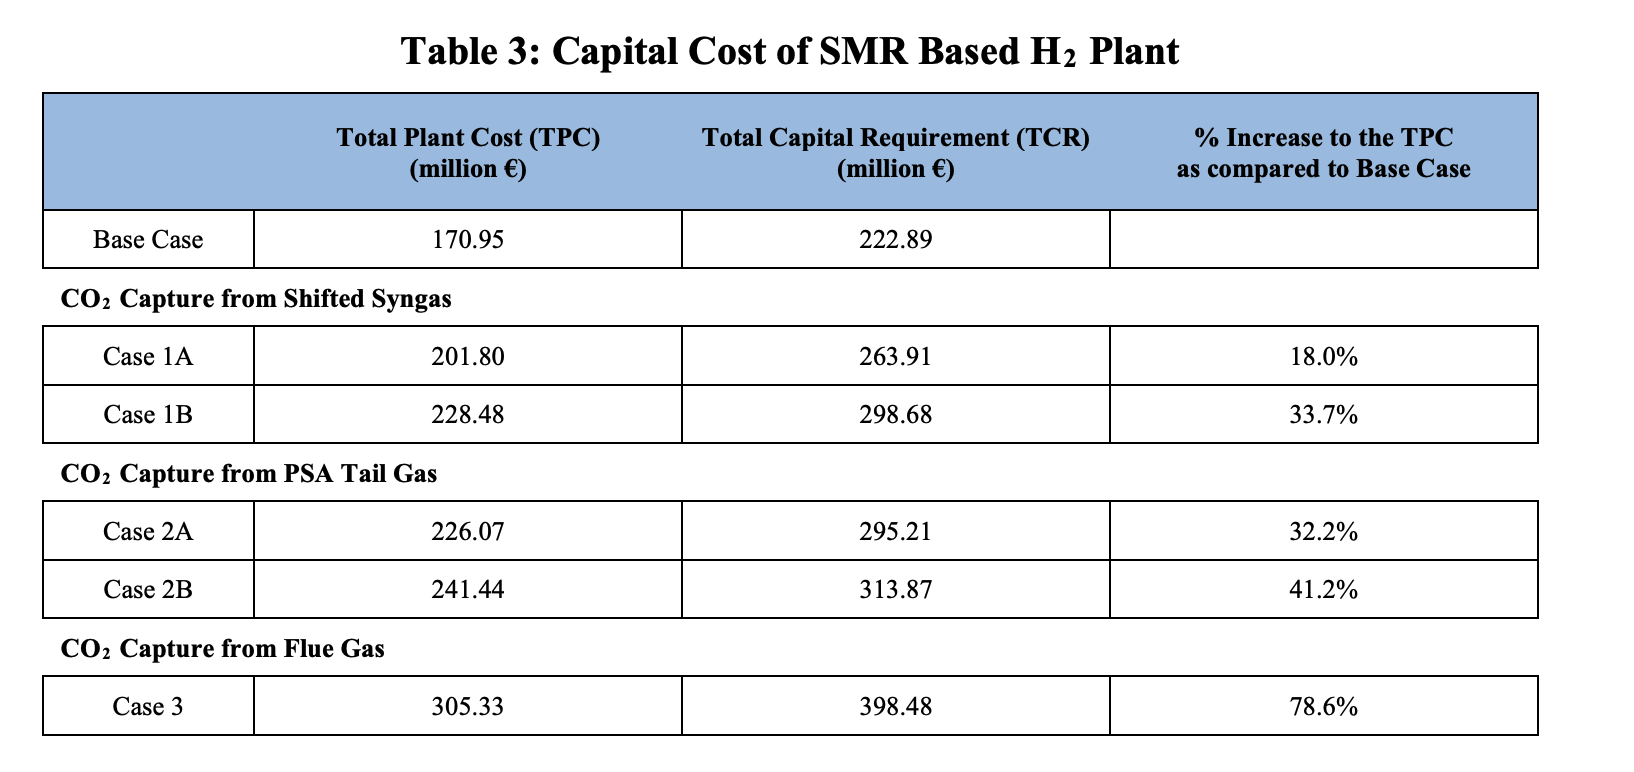 Table 3: Capital Cost of SMR Based H₂ Plant
Total Plant Cost (TPC) Total Capital Requirement (TCR) % Increase to the TPC
(million €) (million €) as compared to Base Case
Base Case 170.95 222.89
CO₂ Capture from Shifted Syngas
Case 1A 201.80 263.91 18.0%
Case 1B 228.48 298.68 33.7%
CO₂ Capture from PSA Tail Gas
Case 2A 226.07 295.21 32.2%
Case 2B 241.44 313.87 41.2%
CO₂ Capture from Flue Gas
Case 3 305.33 398.48 78.6%